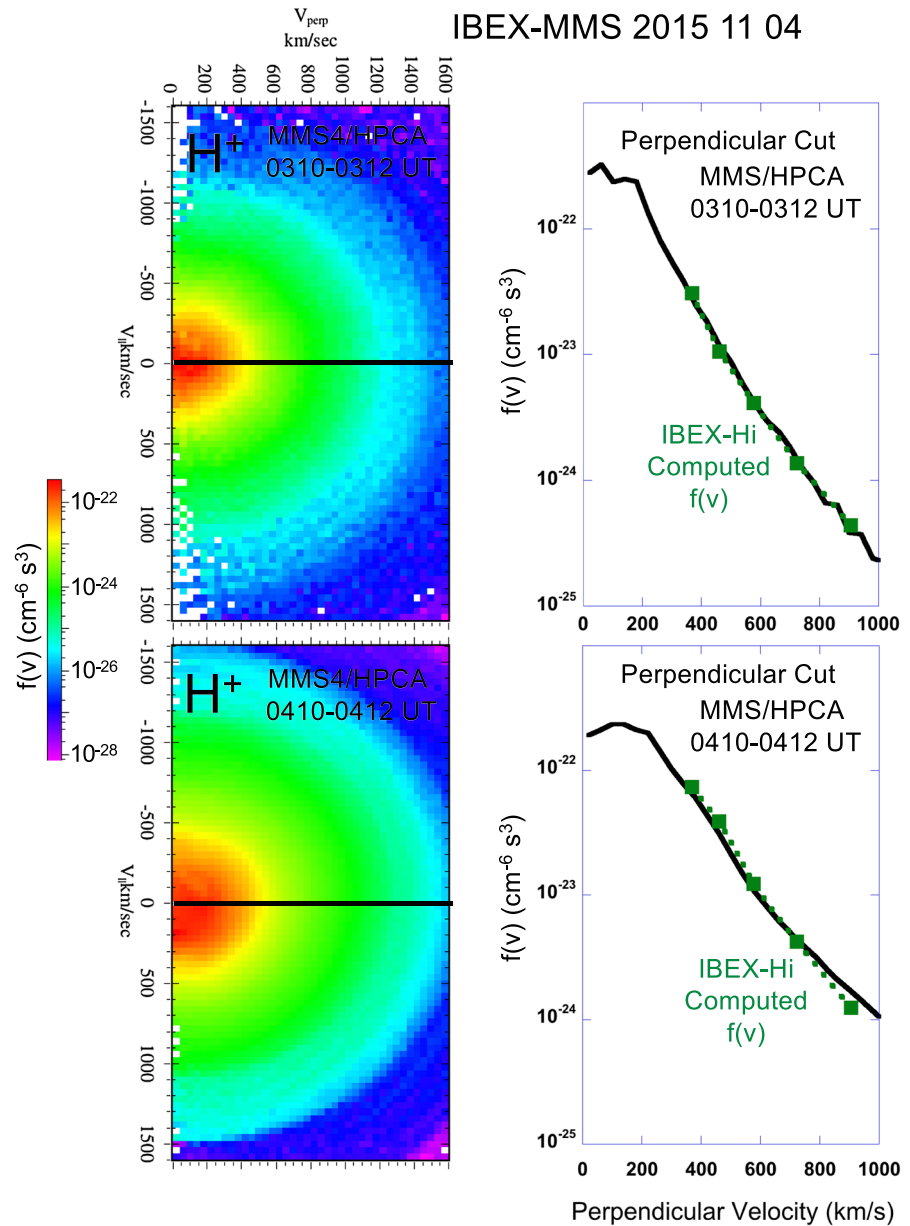 IBEX-MMS 2015 11 04
V_perp
km/sec
0 200 400 600 800 1000 1200 1400 1600
-1500
-1000
-500
0
500
1000
1500
V_|| km/sec
H⁺
MMS4/HPCA
0310-0312 UT
Perpendicular Cut
MMS/HPCA
0310-0312 UT
f(v) (cm⁻⁶ s³)
10⁻²²
10⁻²³
10⁻²⁴
10⁻²⁵
IBEX-Hi
Computed
f(v)
0 200 400 600 800 1000
f(v) (cm⁻⁶ s³)
10⁻²²
10⁻²⁴
10⁻²⁶
10⁻²⁸
-1500
-1000
-500
0
500
1000
1500
V_|| km/sec
H⁺
MMS4/HPCA
0410-0412 UT
Perpendicular Cut
MMS/HPCA
0410-0412 UT
f(v) (cm⁻⁶ s³)
10⁻²²
10⁻²³
10⁻²⁴
10⁻²⁵
IBEX-Hi
Computed
f(v)
0 200 400 600 800 1000
Perpendicular Velocity (km/s)